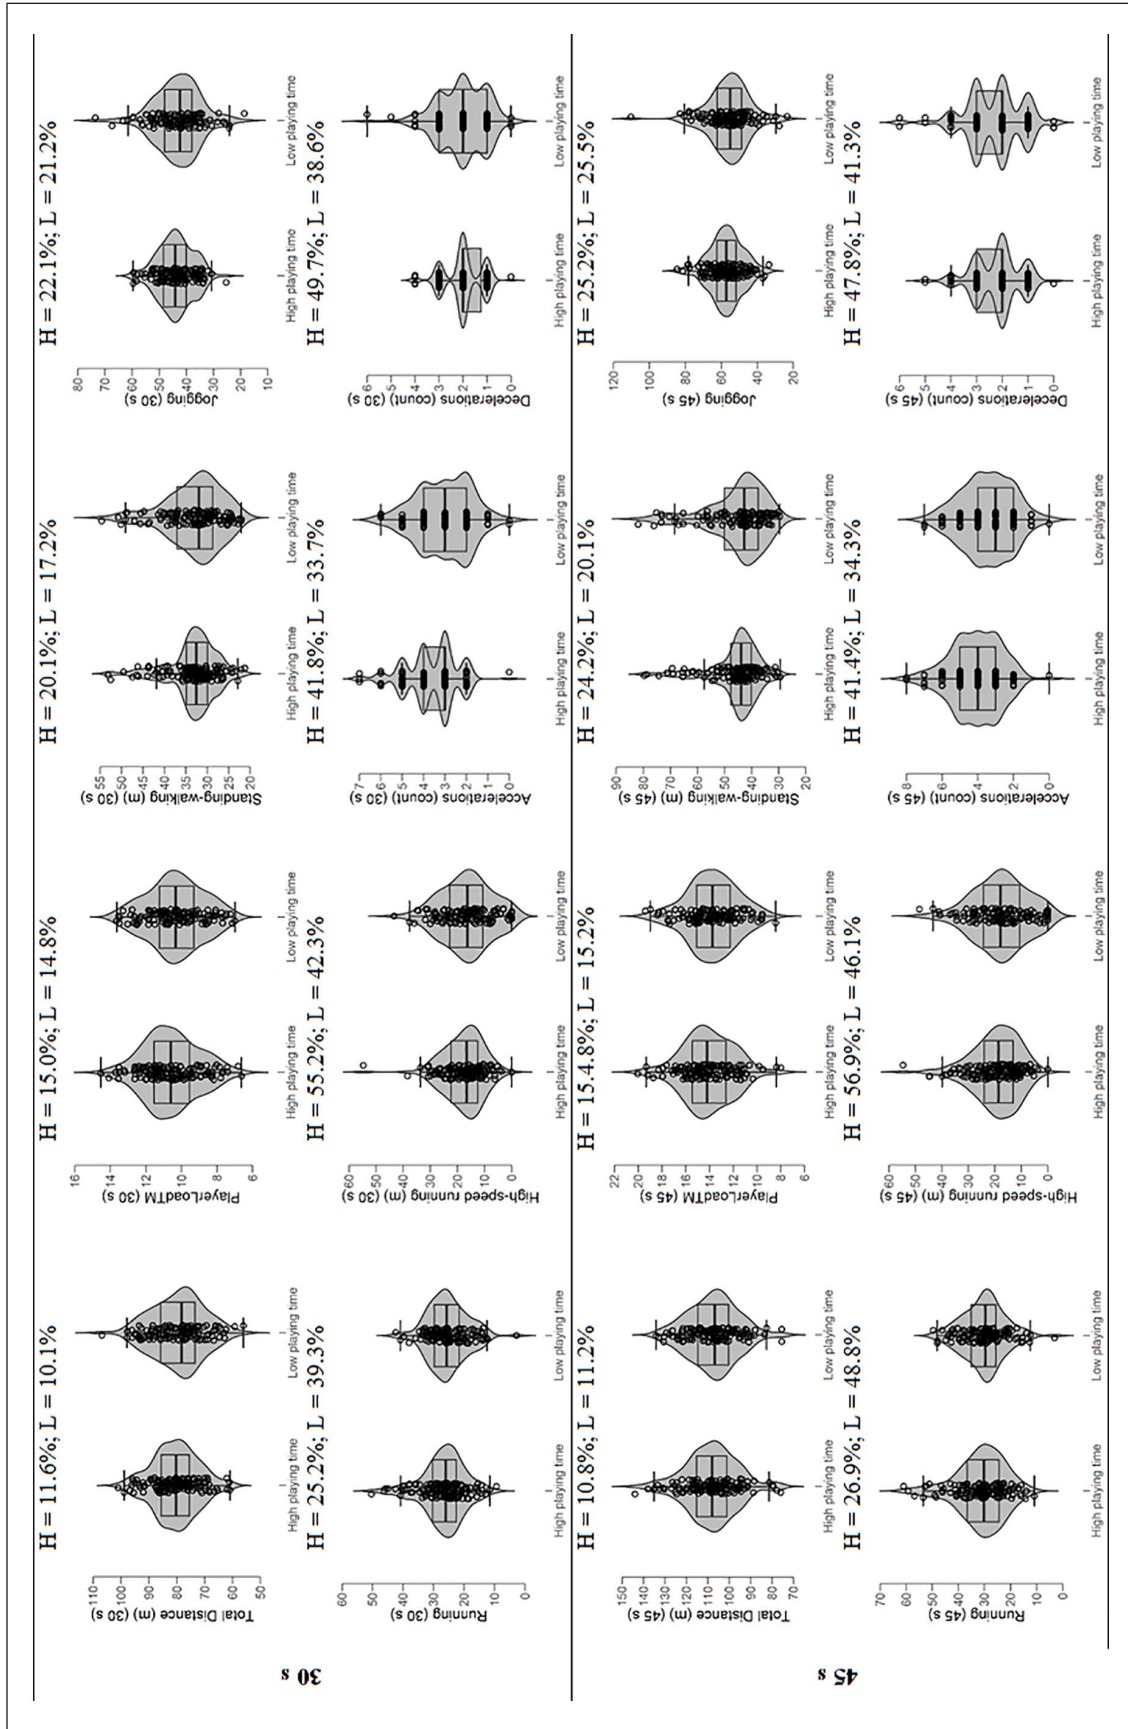 30 s
H = 11.6%; L = 10.1%
Total Distance (m) (30 s)
110
100
90
80
70
60
50
High playing time
Low playing time
H = 15.0%; L = 14.8%
PlayerLoadTM (30 s)
16
14
12
10
8
6
High playing time
Low playing time
H = 20.1%; L = 17.2%
Standing-walking (m) (30 s)
55
50
45
40
35
30
25
20
High playing time
Low playing time
H = 22.1%; L = 21.2%
Jogging (30 s)
80
70
60
50
40
30
20
10
High playing time
Low playing time
H = 25.2%; L = 39.3%
Running (30 s)
60
50
40
30
20
10
0
High playing time
Low playing time
H = 55.2%; L = 42.3%
High-speed running (m) (30 s)
60
50
40
30
20
10
0
High playing time
Low playing time
H = 41.8%; L = 33.7%
Accelerations (count) (30 s)
7
6
5
4
3
2
1
0
High playing time
Low playing time
H = 49.7%; L = 38.6%
Decelerations (count) (30 s)
6
5
4
3
2
1
0
High playing time
Low playing time
45 s
H = 10.8%; L = 11.2%
Total Distance (m) (45 s)
150
140
130
120
110
100
90
80
70
High playing time
Low playing time
H = 15.4.8%; L = 15.2%
PlayerLoadTM (45 s)
22
20
18
16
14
12
10
8
6
High playing time
Low playing time
H = 24.2%; L = 20.1%
Standing-walking (m) (45 s)
90
80
70
60
50
40
30
20
High playing time
Low playing time
H = 25.2%; L = 25.5%
Jogging (45 s)
120
100
80
60
40
20
High playing time
Low playing time
H = 26.9%; L = 48.8%
Running (45 s)
70
60
50
40
30
20
10
0
High playing time
Low playing time
H = 56.9%; L = 46.1%
High-speed running (m) (45 s)
60
50
40
30
20
10
0
High playing time
Low playing time
H = 41.4%; L = 34.3%
Accelerations (count) (45 s)
8
6
4
2
0
High playing time
Low playing time
H = 47.8%; L = 41.3%
Decelerations (count) (45 s)
6
5
4
3
2
1
0
High playing time
Low playing time